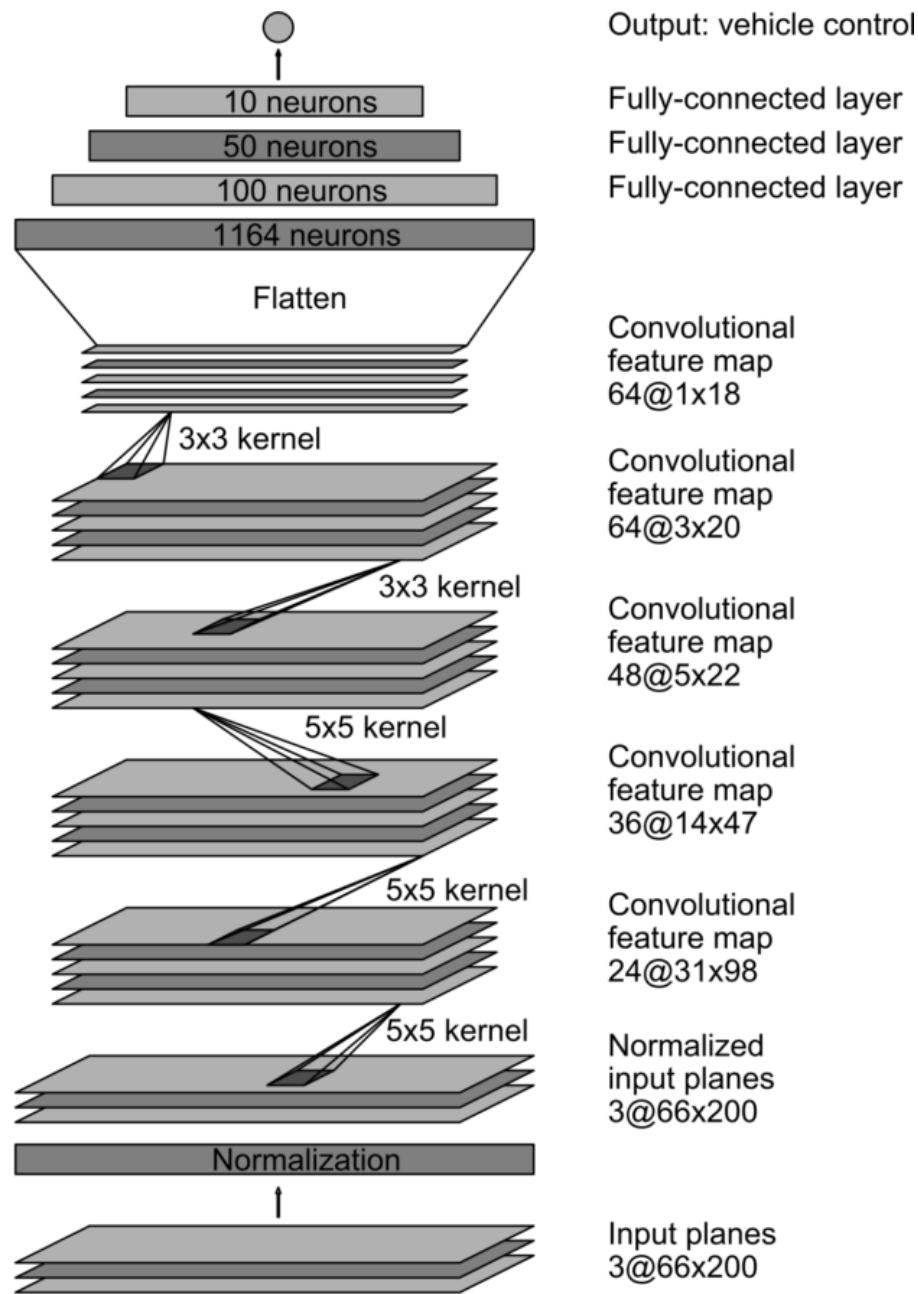 Output: vehicle control
10 neurons
Fully-connected layer
50 neurons
Fully-connected layer
100 neurons
Fully-connected layer
1164 neurons
Flatten
Convolutional
feature map
64@1x18
3x3 kernel
Convolutional
feature map
64@3x20
3x3 kernel
Convolutional
feature map
48@5x22
5x5 kernel
Convolutional
feature map
36@14x47
5x5 kernel
Convolutional
feature map
24@31x98
5x5 kernel
Normalized
input planes
3@66x200
Normalization
Input planes
3@66x200